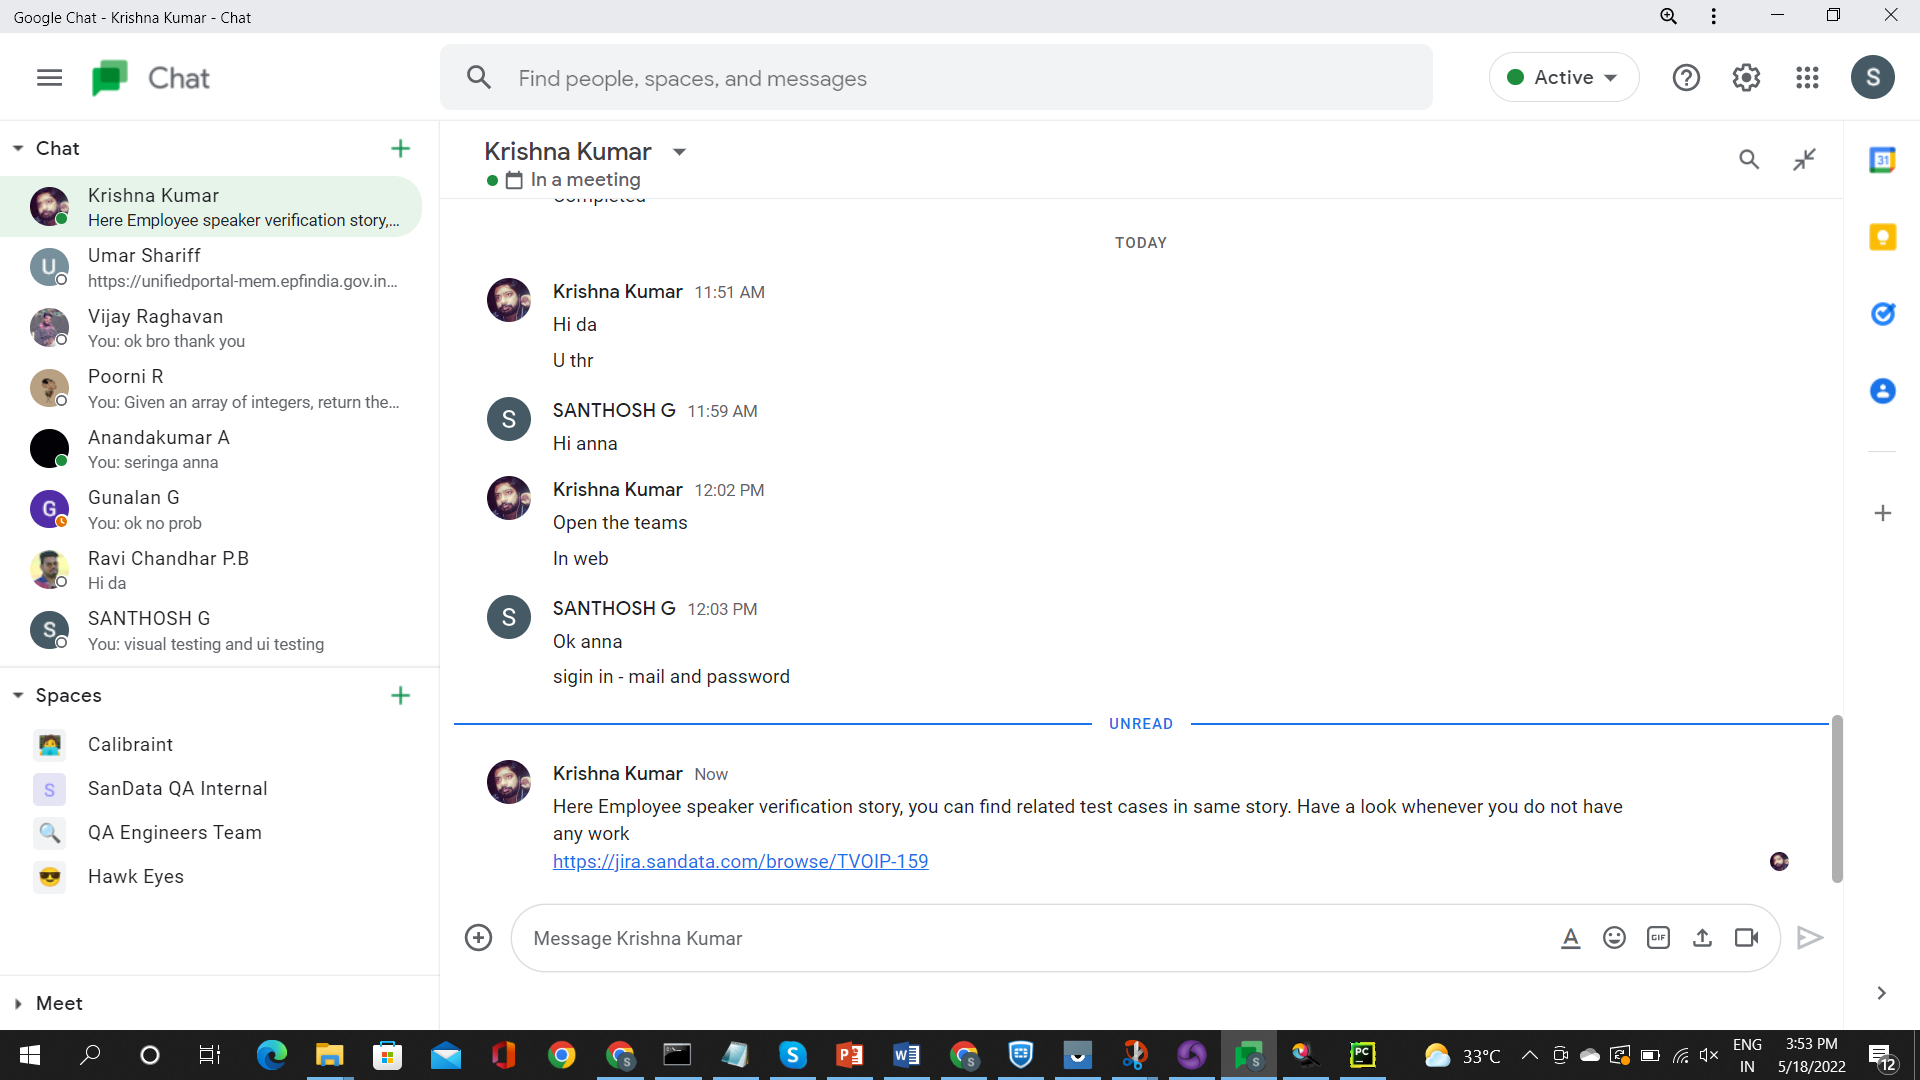 Google Chat - Krishna Kumar - Chat
Chat
Find people, spaces, and messages
Active
S
Chat
Krishna Kumar
Here Employee speaker verification story,...
U
Umar Shariff
https://unifiedportal-mem.epfindia.gov.in...
Vijay Raghavan
You: ok bro thank you
Poorni R
You: Given an array of integers, return the...
Anandakumar A
You: seringa anna
G
Gunalan G
You: ok no prob
Ravi Chandhar P.B
Hi da
S
SANTHOSH G
You: visual testing and ui testing
Spaces
Calibraint
S
SanData QA Internal
QA Engineers Team
Hawk Eyes
Meet
Krishna Kumar
In a meeting
Completed
TODAY
Krishna Kumar 11:51 AM
Hi da
U thr
S
SANTHOSH G 11:59 AM
Hi anna
Krishna Kumar 12:02 PM
Open the teams
In web
S
SANTHOSH G 12:03 PM
Ok anna
sigin in - mail and password
UNREAD
Krishna Kumar Now
Here Employee speaker verification story, you can find related test cases in same story. Have a look whenever you do not have
any work
https://jira.sandata.com/browse/TVOIP-159
Message Krishna Kumar
GIF
31
33°C
ENG
IN
3:53 PM
5/18/2022
12